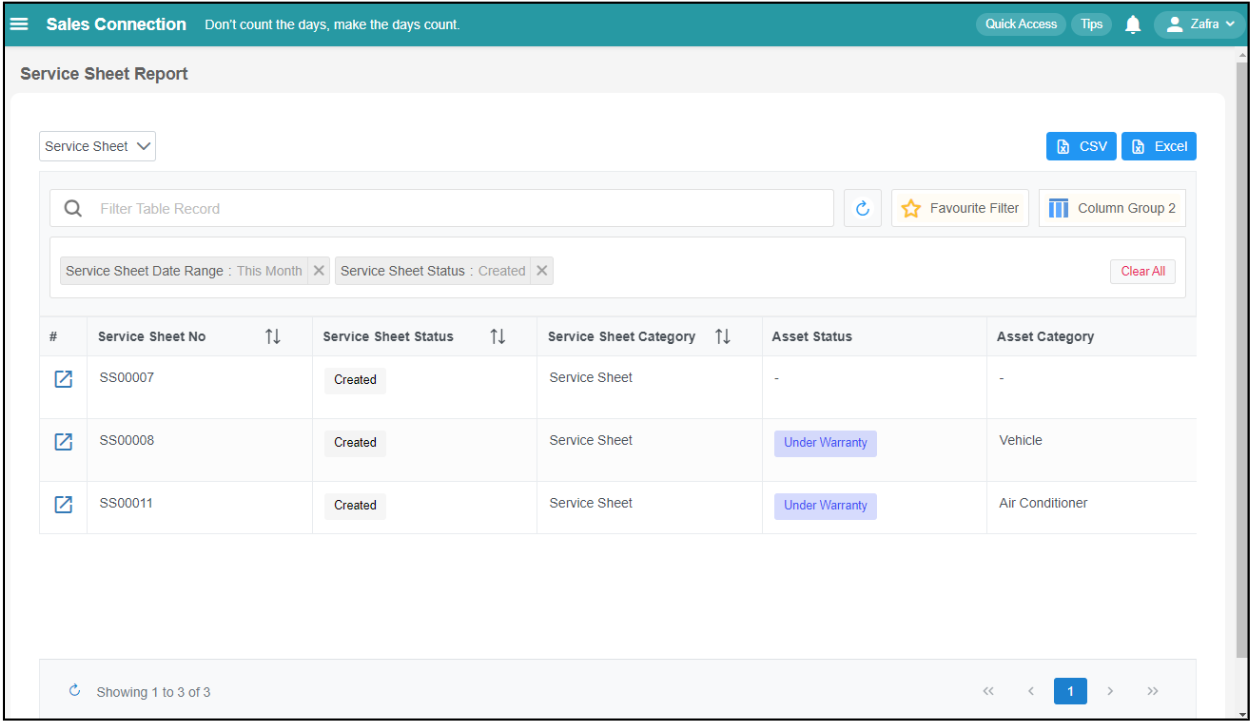 Sales Connection Don't count the days, make the days count. Quick Access Tips Zafra
Service Sheet Report
Service Sheet CSV Excel
Filter Table Record Favourite Filter Column Group 2
Service Sheet Date Range : This Month Service Sheet Status : Created Clear All
# Service Sheet No Service Sheet Status Service Sheet Category Asset Status Asset Category
SS00007 Created Service Sheet - -
SS00008 Created Service Sheet Under Warranty Vehicle
SS00011 Created Service Sheet Under Warranty Air Conditioner
Showing 1 to 3 of 3 << < 1 > >>